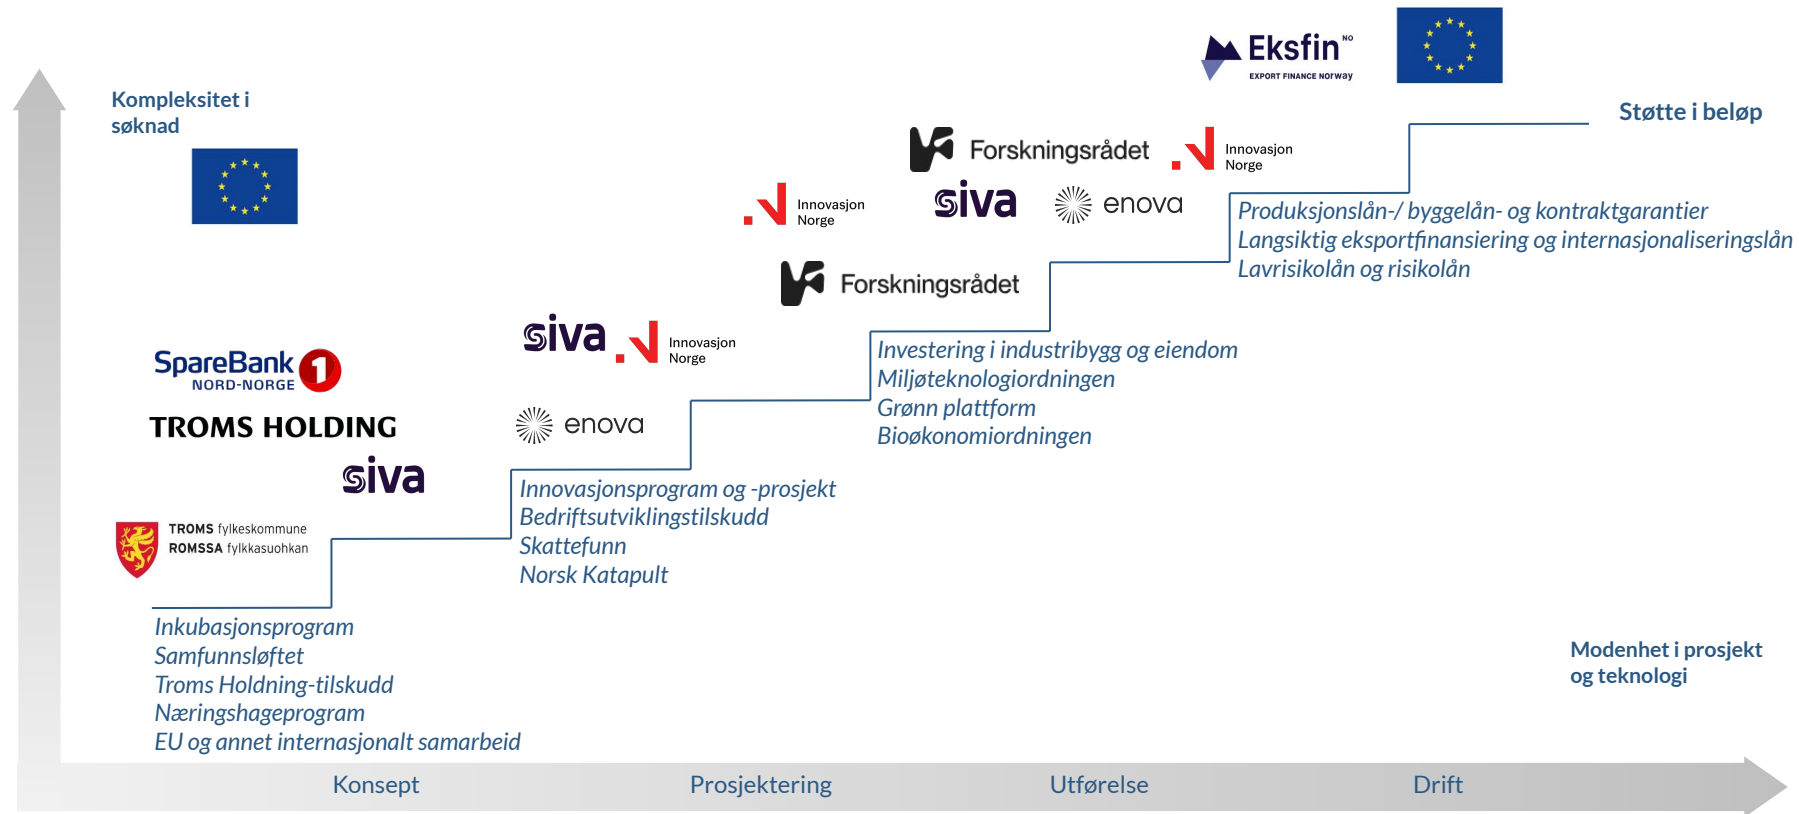 Eksfin NO
EXPORT FINANCE NORWAY
Kompleksitet i
søknad
Støtte i beløp
Forskningsrådet
Innovasjon
Norge
siva
enova
Innovasjon
Norge
Produksjonslån-/ byggelån- og kontraktgarantier
Langsiktig eksportfinansiering og internasjonaliseringslån
Lavrisikolån og risikolån
Forskningsrådet
siva
Innovasjon
Norge
Investering i industribygg og eiendom
Miljøteknologiordningen
Grønn plattform
Bioøkonomiordningen
SpareBank 1
NORD-NORGE
TROMS HOLDING
enova
siva
Innovasjonsprogram og -prosjekt
Bedriftsutviklingstilskudd
Skattefunn
Norsk Katapult
TROMS fylkeskommune
ROMSSA fylkkasuohkan
Inkubasjonsprogram
Samfunnsløftet
Troms Holdning-tilskudd
Næringshageprogram
EU og annet internasjonalt samarbeid
Modenhet i prosjekt
og teknologi
Konsept
Prosjektering
Utførelse
Drift